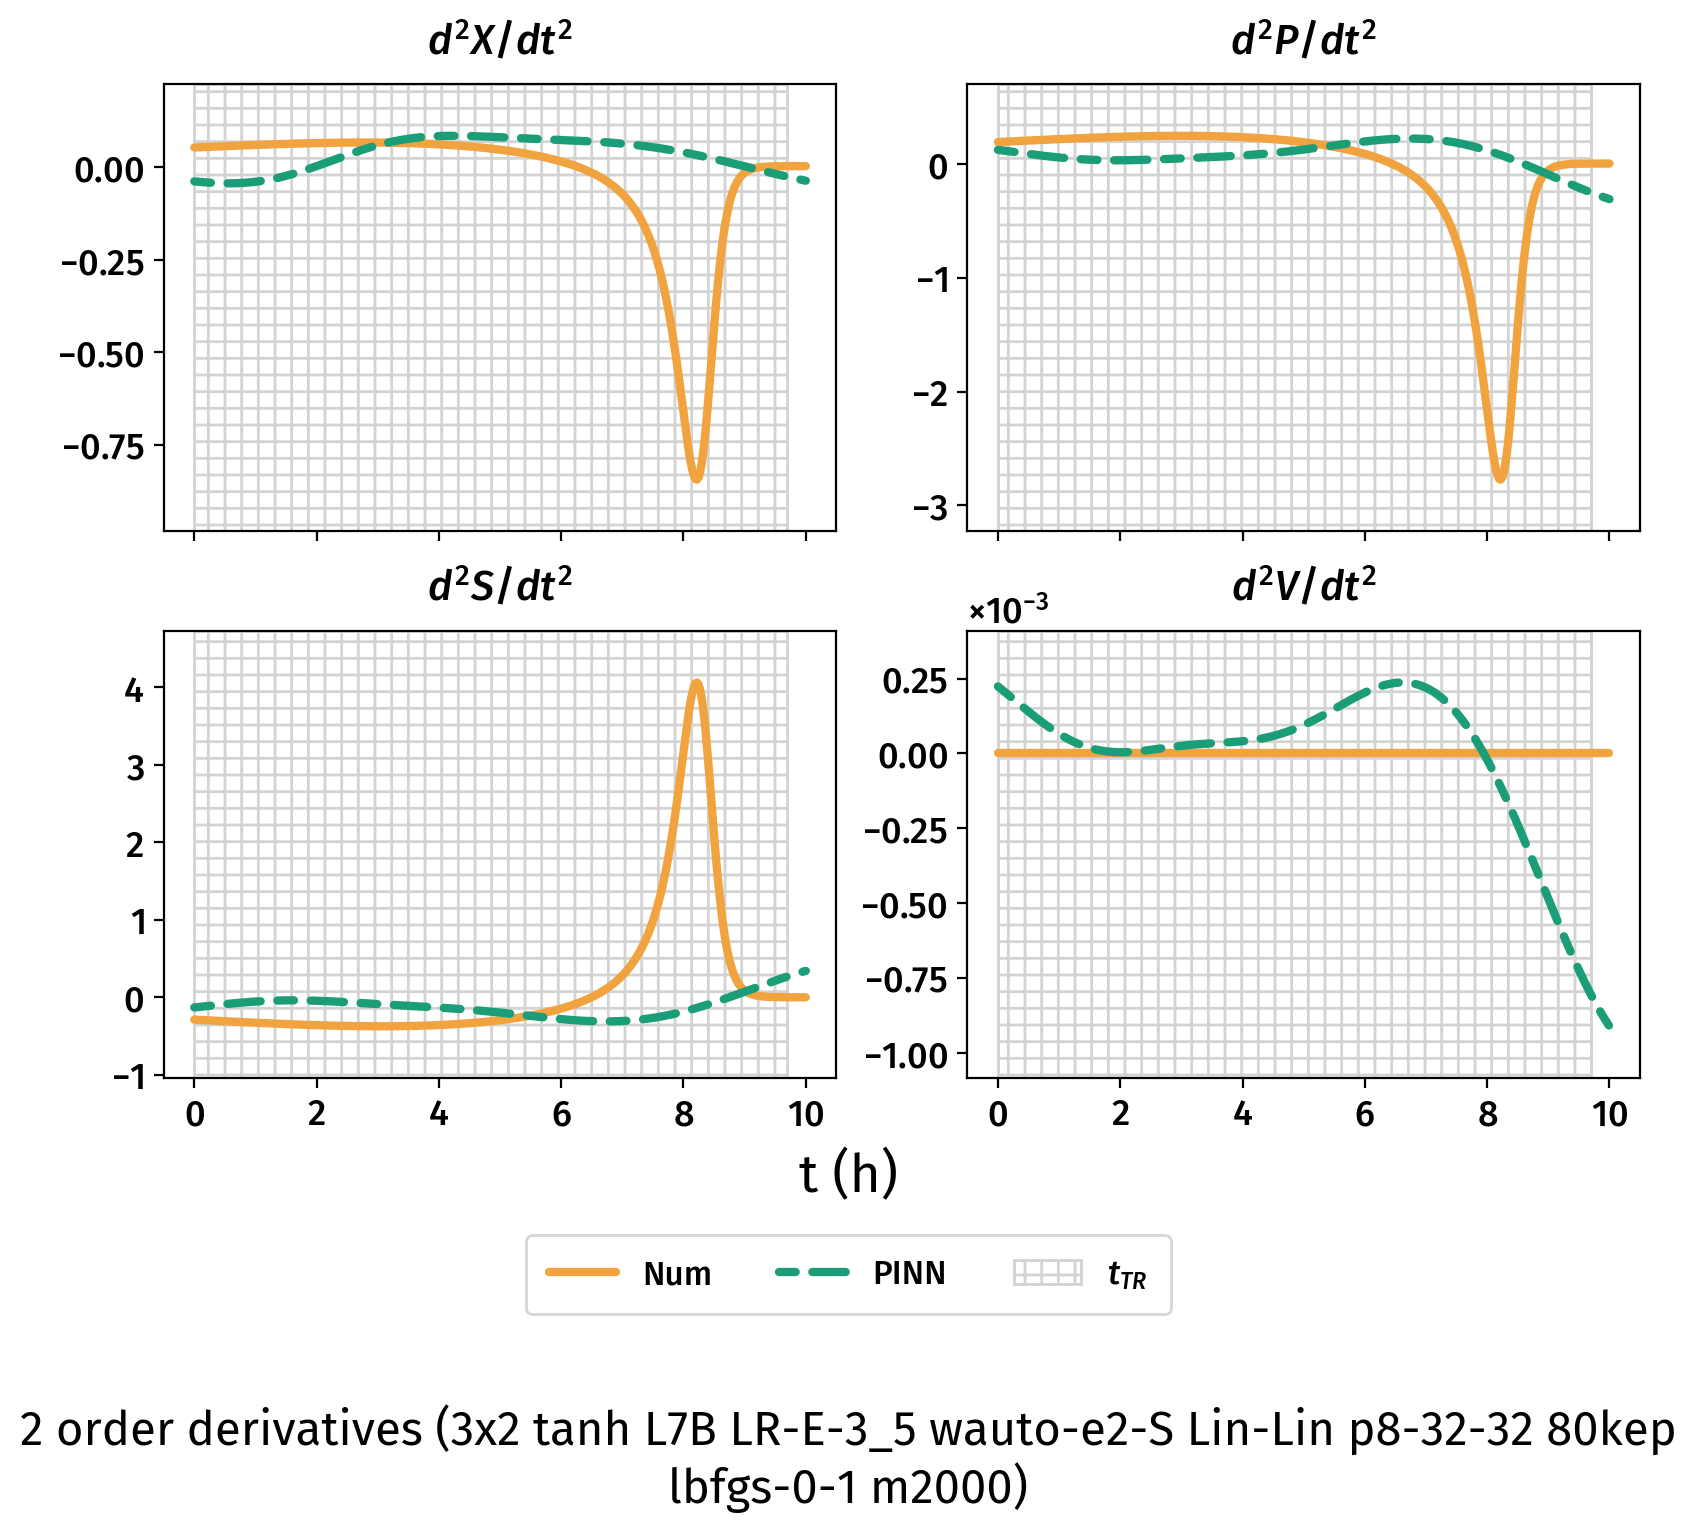 d²X/dt²
d²P/dt²
0.00
−0.25
−0.50
−0.75
0
−1
−2
−3
d²S/dt²
d²V/dt²
×10⁻³
4
3
2
1
0
−1
0.25
0.00
−0.25
−0.50
−0.75
−1.00
0 2 4 6 8 10
0 2 4 6 8 10
t (h)
Num PINN t_TR
2 order derivatives (3x2 tanh L7B LR-E-3_5 wauto-e2-S Lin-Lin p8-32-32 80kep
lbfgs-0-1 m2000)